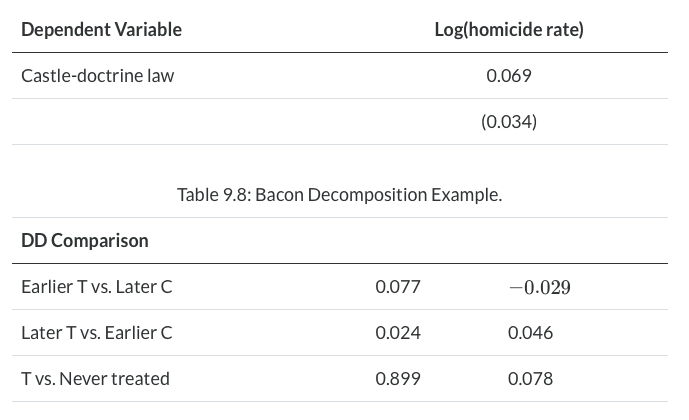 Dependent Variable Log(homicide rate)
Castle-doctrine law 0.069
(0.034)
Table 9.8: Bacon Decomposition Example.
DD Comparison
Earlier T vs. Later C 0.077 −0.029
Later T vs. Earlier C 0.024 0.046
T vs. Never treated 0.899 0.078